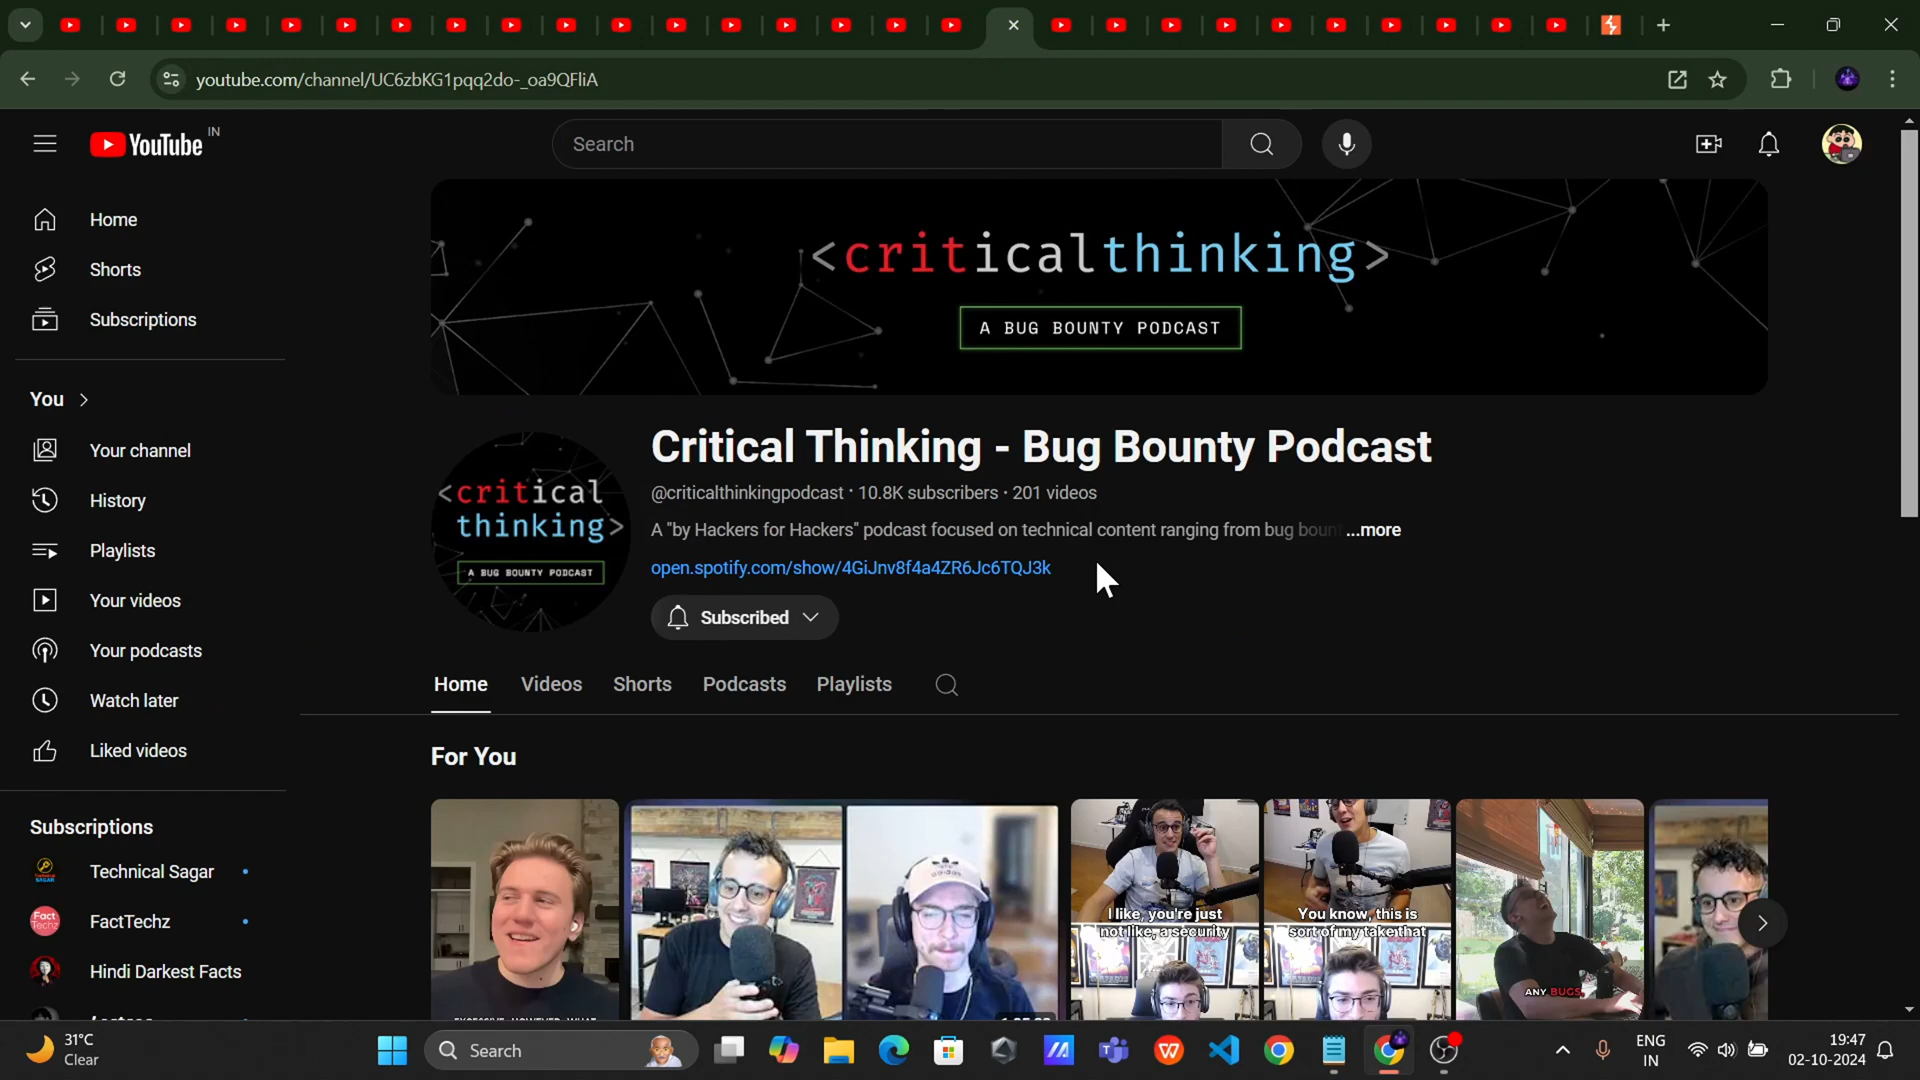 youtube.com/channel/UC6zbKG1pqq2do-_oa9QFliA
YouTube IN
Search
Home
Shorts
Subscriptions
You
Your channel
History
Playlists
Your videos
Your podcasts
Watch later
Liked videos
Subscriptions
Technical Sagar
FactTechz
Hindi Darkest Facts
<criticalthinking>
A BUG BOUNTY PODCAST
<critical
thinking>
A BUG BOUNTY PODCAST
Critical Thinking - Bug Bounty Podcast
@criticalthinkingpodcast · 10.8K subscribers · 201 videos
A "by Hackers for Hackers" podcast focused on technical content ranging from bug boun ...more
open.spotify.com/show/4GiJnv8f4a4ZR6Jc6TQJ3k
Subscribed
Home Videos Shorts Podcasts Playlists
For You
I like, you're just
not like, a security
You know, this is
sort of my take that
ANY BUGS
31°C
Clear
Search
ENG
IN
19:47
02-10-2024